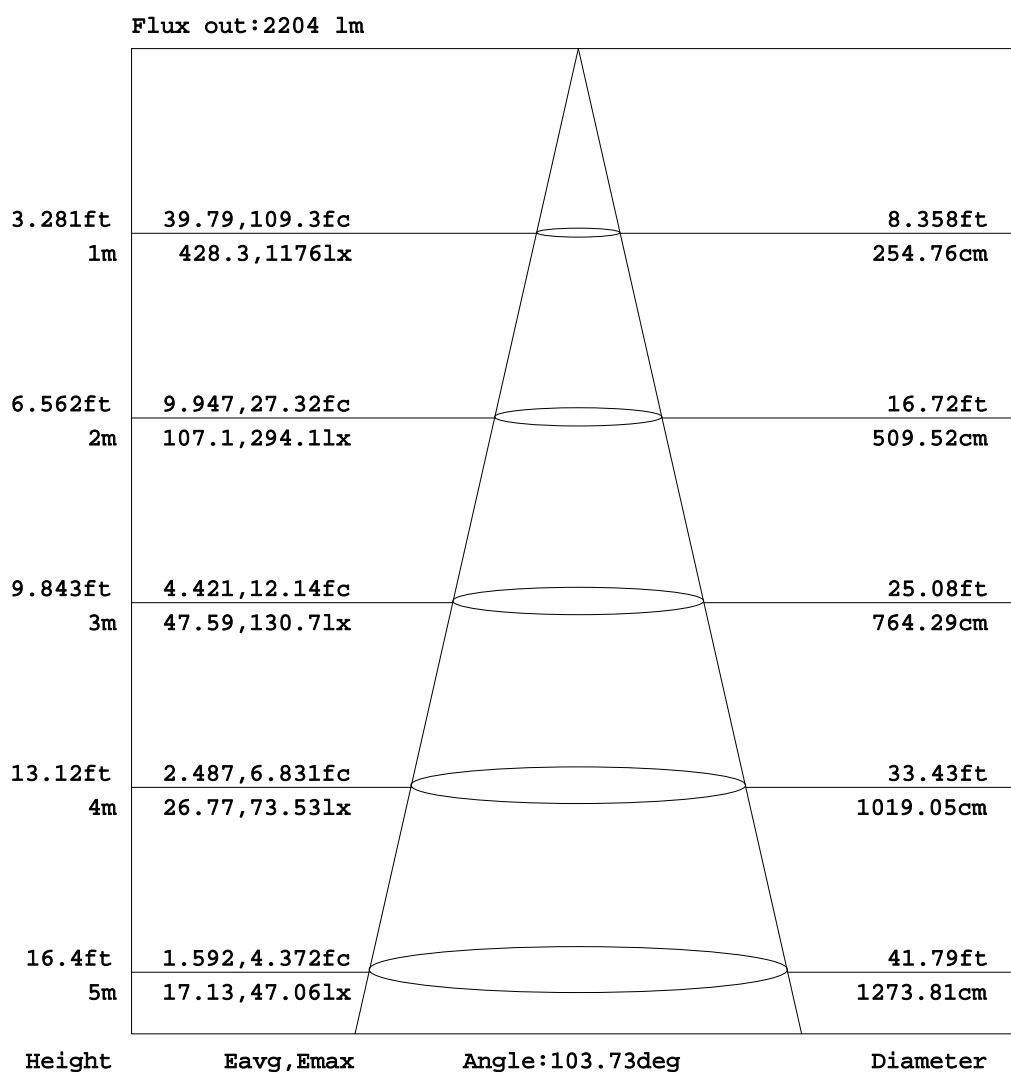 Flux out:2204 lm
3.281ft 39.79,109.3fc 8.358ft
1m 428.3,1176lx 254.76cm
6.562ft 9.947,27.32fc 16.72ft
2m 107.1,294.1lx 509.52cm
9.843ft 4.421,12.14fc 25.08ft
3m 47.59,130.7lx 764.29cm
13.12ft 2.487,6.831fc 33.43ft
4m 26.77,73.53lx 1019.05cm
16.4ft 1.592,4.372fc 41.79ft
5m 17.13,47.06lx 1273.81cm
Height Eavg,Emax Angle:103.73deg Diameter